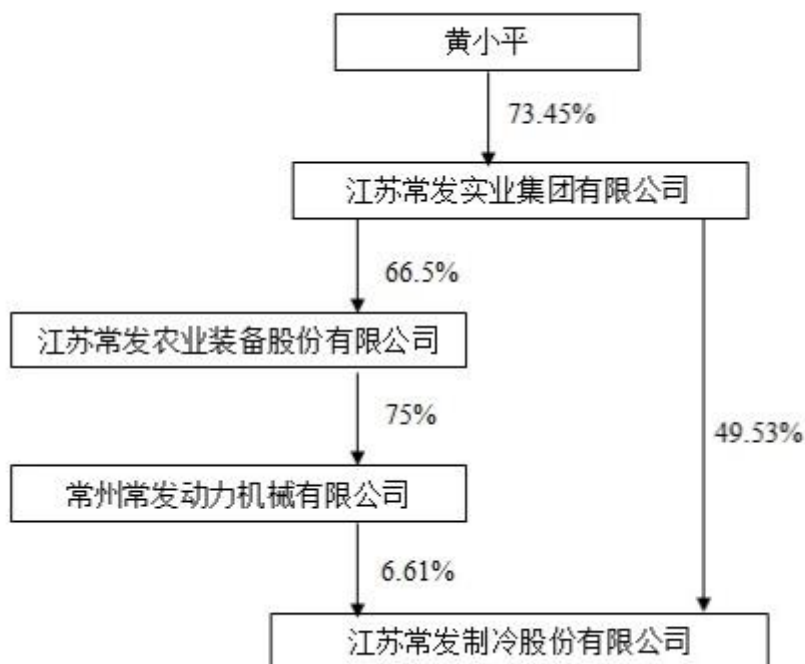 黄小平
73.45%
江苏常发实业集团有限公司
66.5%
江苏常发农业装备股份有限公司
75%
49.53%
常州常发动力机械有限公司
6.61%
江苏常发制冷股份有限公司